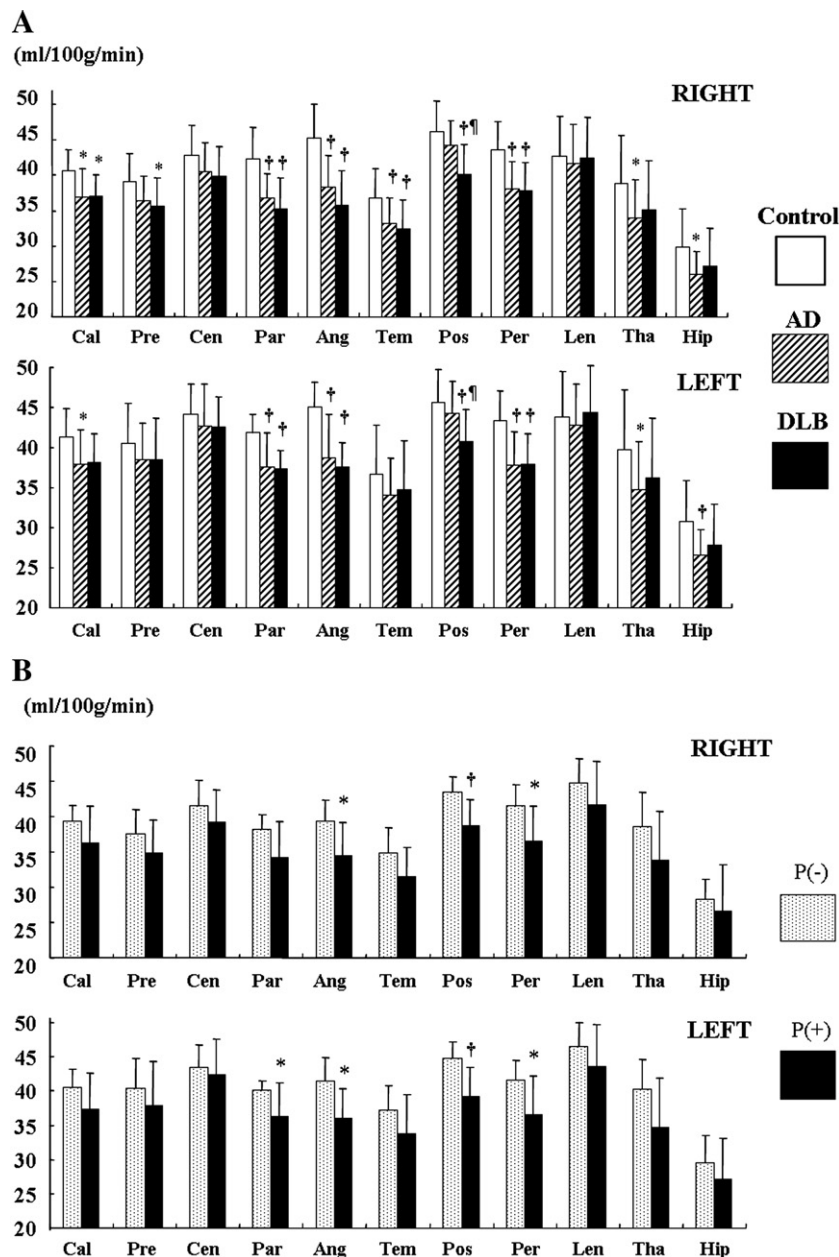 A
(ml/100g/min)
RIGHT
50
45
40
35
30
25
20
* * * †† † † †† †¶ †† * *
Cal Pre Cen Par Ang Tem Pos Per Len Tha Hip
Control
AD
DLB
LEFT
50
45
40
35
30
25
20
* † † † † †¶ †† * †
Cal Pre Cen Par Ang Tem Pos Per Len Tha Hip
B
(ml/100g/min)
RIGHT
50
45
40
35
30
25
20
* † *
Cal Pre Cen Par Ang Tem Pos Per Len Tha Hip
P(-)
P(+)
LEFT
50
45
40
35
30
25
20
* * † *
Cal Pre Cen Par Ang Tem Pos Per Len Tha Hip